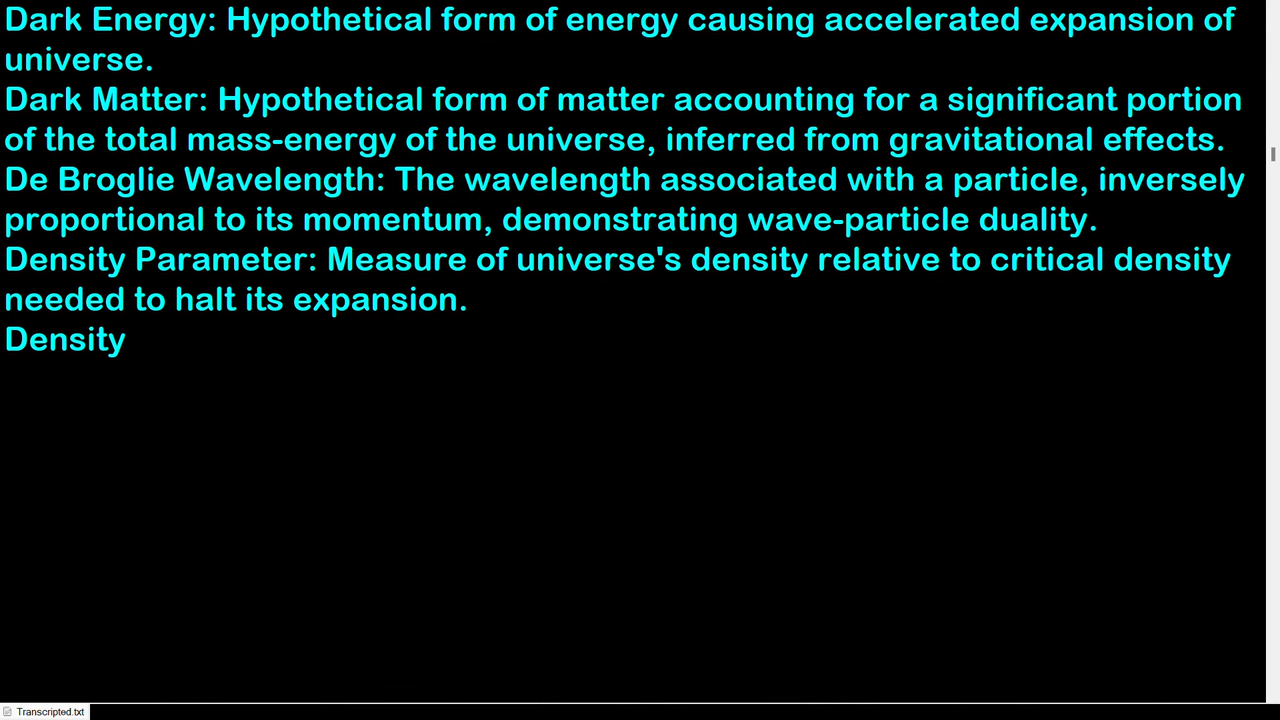 Dark Energy: Hypothetical form of energy causing accelerated expansion of
universe.
Dark Matter: Hypothetical form of matter accounting for a significant portion
of the total mass-energy of the universe, inferred from gravitational effects.
De Broglie Wavelength: The wavelength associated with a particle, inversely
proportional to its momentum, demonstrating wave-particle duality.
Density Parameter: Measure of universe's density relative to critical density
needed to halt its expansion.
Density
Transcripted.txt